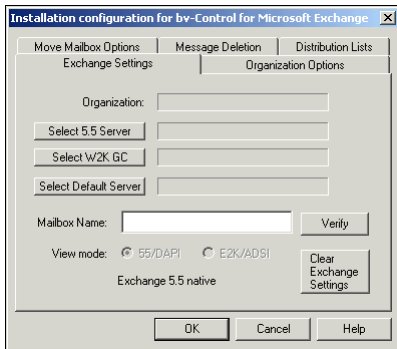 Installation configuration for bv-Control for Microsoft Exchange
Move Mailbox Options Message Deletion Distribution Lists
Exchange Settings Organization Options
Organization:
Select 5.5 Server
Select W2K GC
Select Default Server
Mailbox Name: Verify
View mode: 55/DAPI E2K/ADSI
Clear
Exchange
Settings
Exchange 5.5 native
OK Cancel Help